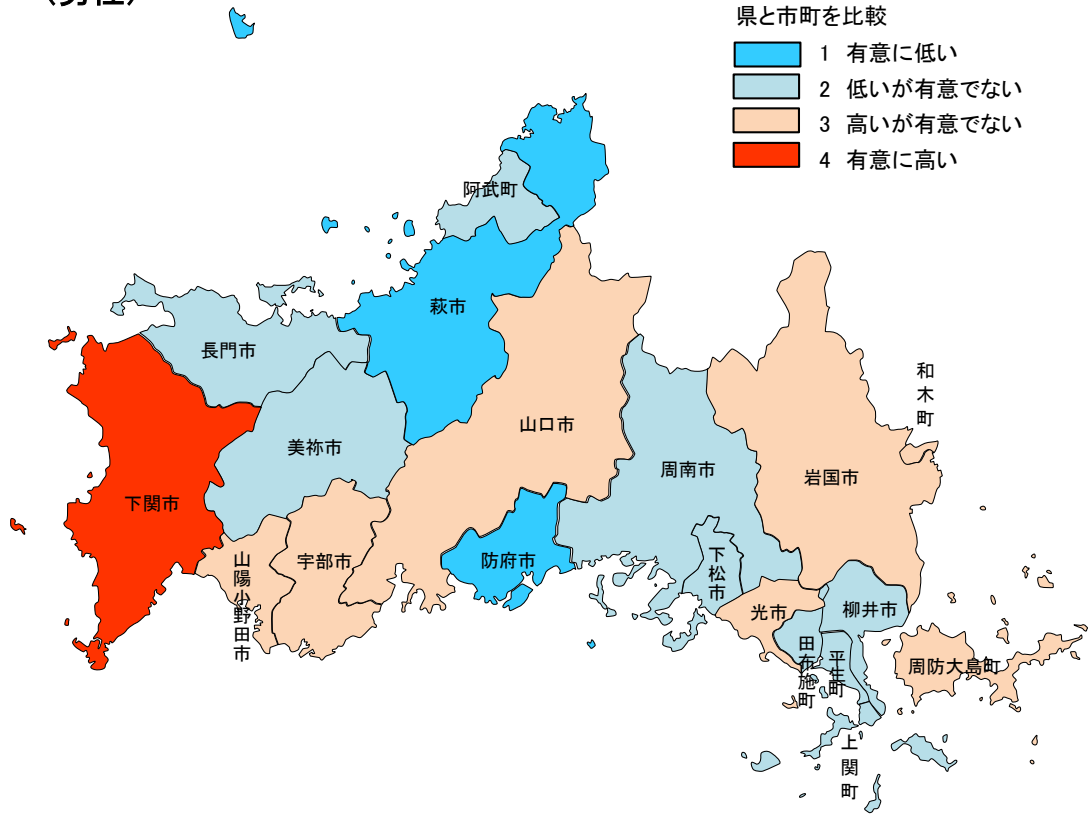 県と市町を比較
1 有意に低い
2 低いが有意でない
3 高いが有意でない
4 有意に高い
阿武町
萩市
長門市
和木町
山口市
美祢市
周南市
岩国市
下関市
宇部市
防府市
山陽小野田市
下松市
光市
柳井市
田布施町
平生町
周防大島町
上関町